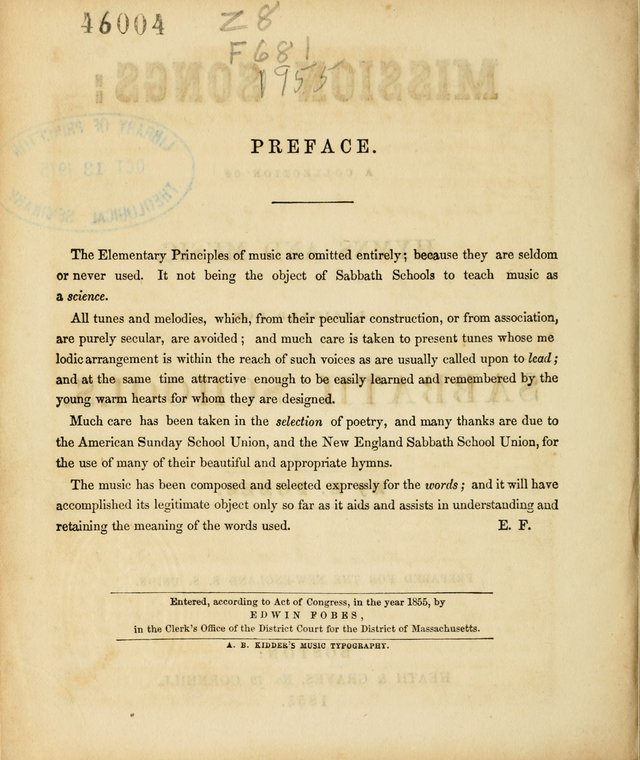 46004
Z8
F681
1955
PREFACE.
The Elementary Principles of music are omitted entirely; because they are seldom
or never used. It not being the object of Sabbath Schools to teach music as
a science.
All tunes and melodies, which, from their peculiar construction, or from association,
are purely secular, are avoided; and much care is taken to present tunes whose me
lodic arrangement is within the reach of such voices as are usually called upon to lead;
and at the same time attractive enough to be easily learned and remembered by the
young warm hearts for whom they are designed.
Much care has been taken in the selection of poetry, and many thanks are due to
the American Sunday School Union, and the New England Sabbath School Union, for
the use of many of their beautiful and appropriate hymns.
The music has been composed and selected expressly for the words; and it will have
accomplished its legitimate object only so far as it aids and assists in understanding and
retaining the meaning of the words used. E. F.
Entered, according to Act of Congress, in the year 1855, by
EDWIN FOBES,
in the Clerk's Office of the District Court for the District of Massachusetts.
A. B. KIDDER'S MUSIC TYPOGRAPHY.